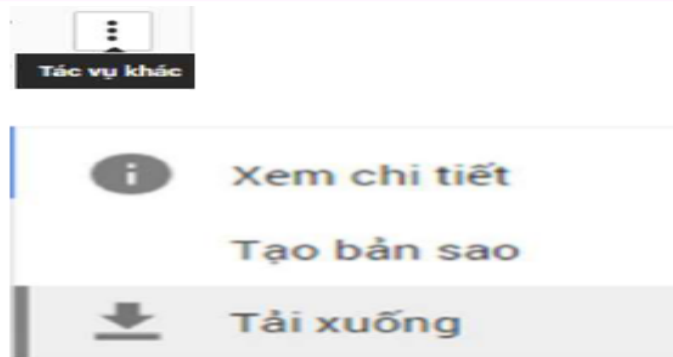 Tác vụ khác
Xem chi tiết
Tạo bản sao
Tải xuống